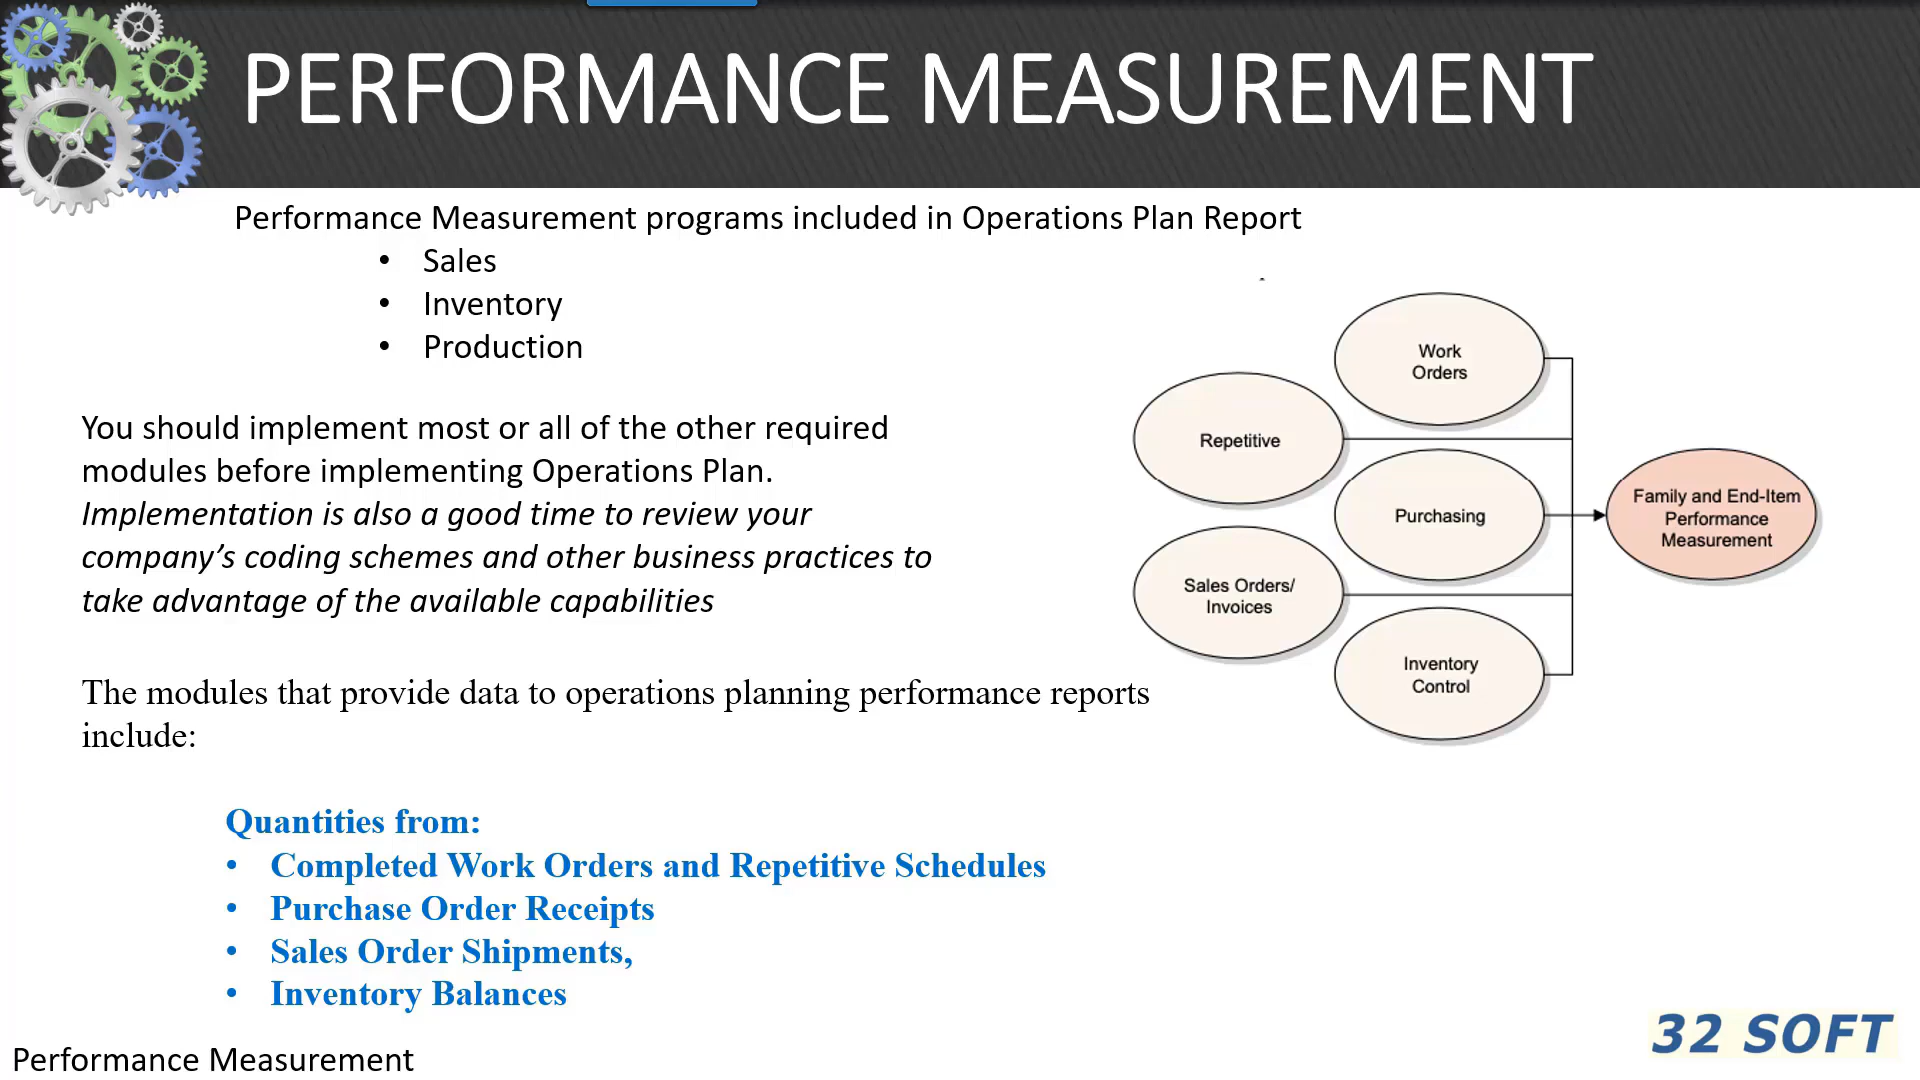 PERFORMANCE MEASUREMENT
Performance Measurement programs included in Operations Plan Report
• Sales
• Inventory
• Production
You should implement most or all of the other required
modules before implementing Operations Plan.
Implementation is also a good time to review your
company’s coding schemes and other business practices to
take advantage of the available capabilities
The modules that provide data to operations planning performance reports
include:
Quantities from:
• Completed Work Orders and Repetitive Schedules
• Purchase Order Receipts
• Sales Order Shipments,
• Inventory Balances
Work
Orders
Repetitive
Purchasing
Sales Orders/
Invoices
Inventory
Control
Family and End-Item
Performance
Measurement
32 SOFT
Performance Measurement